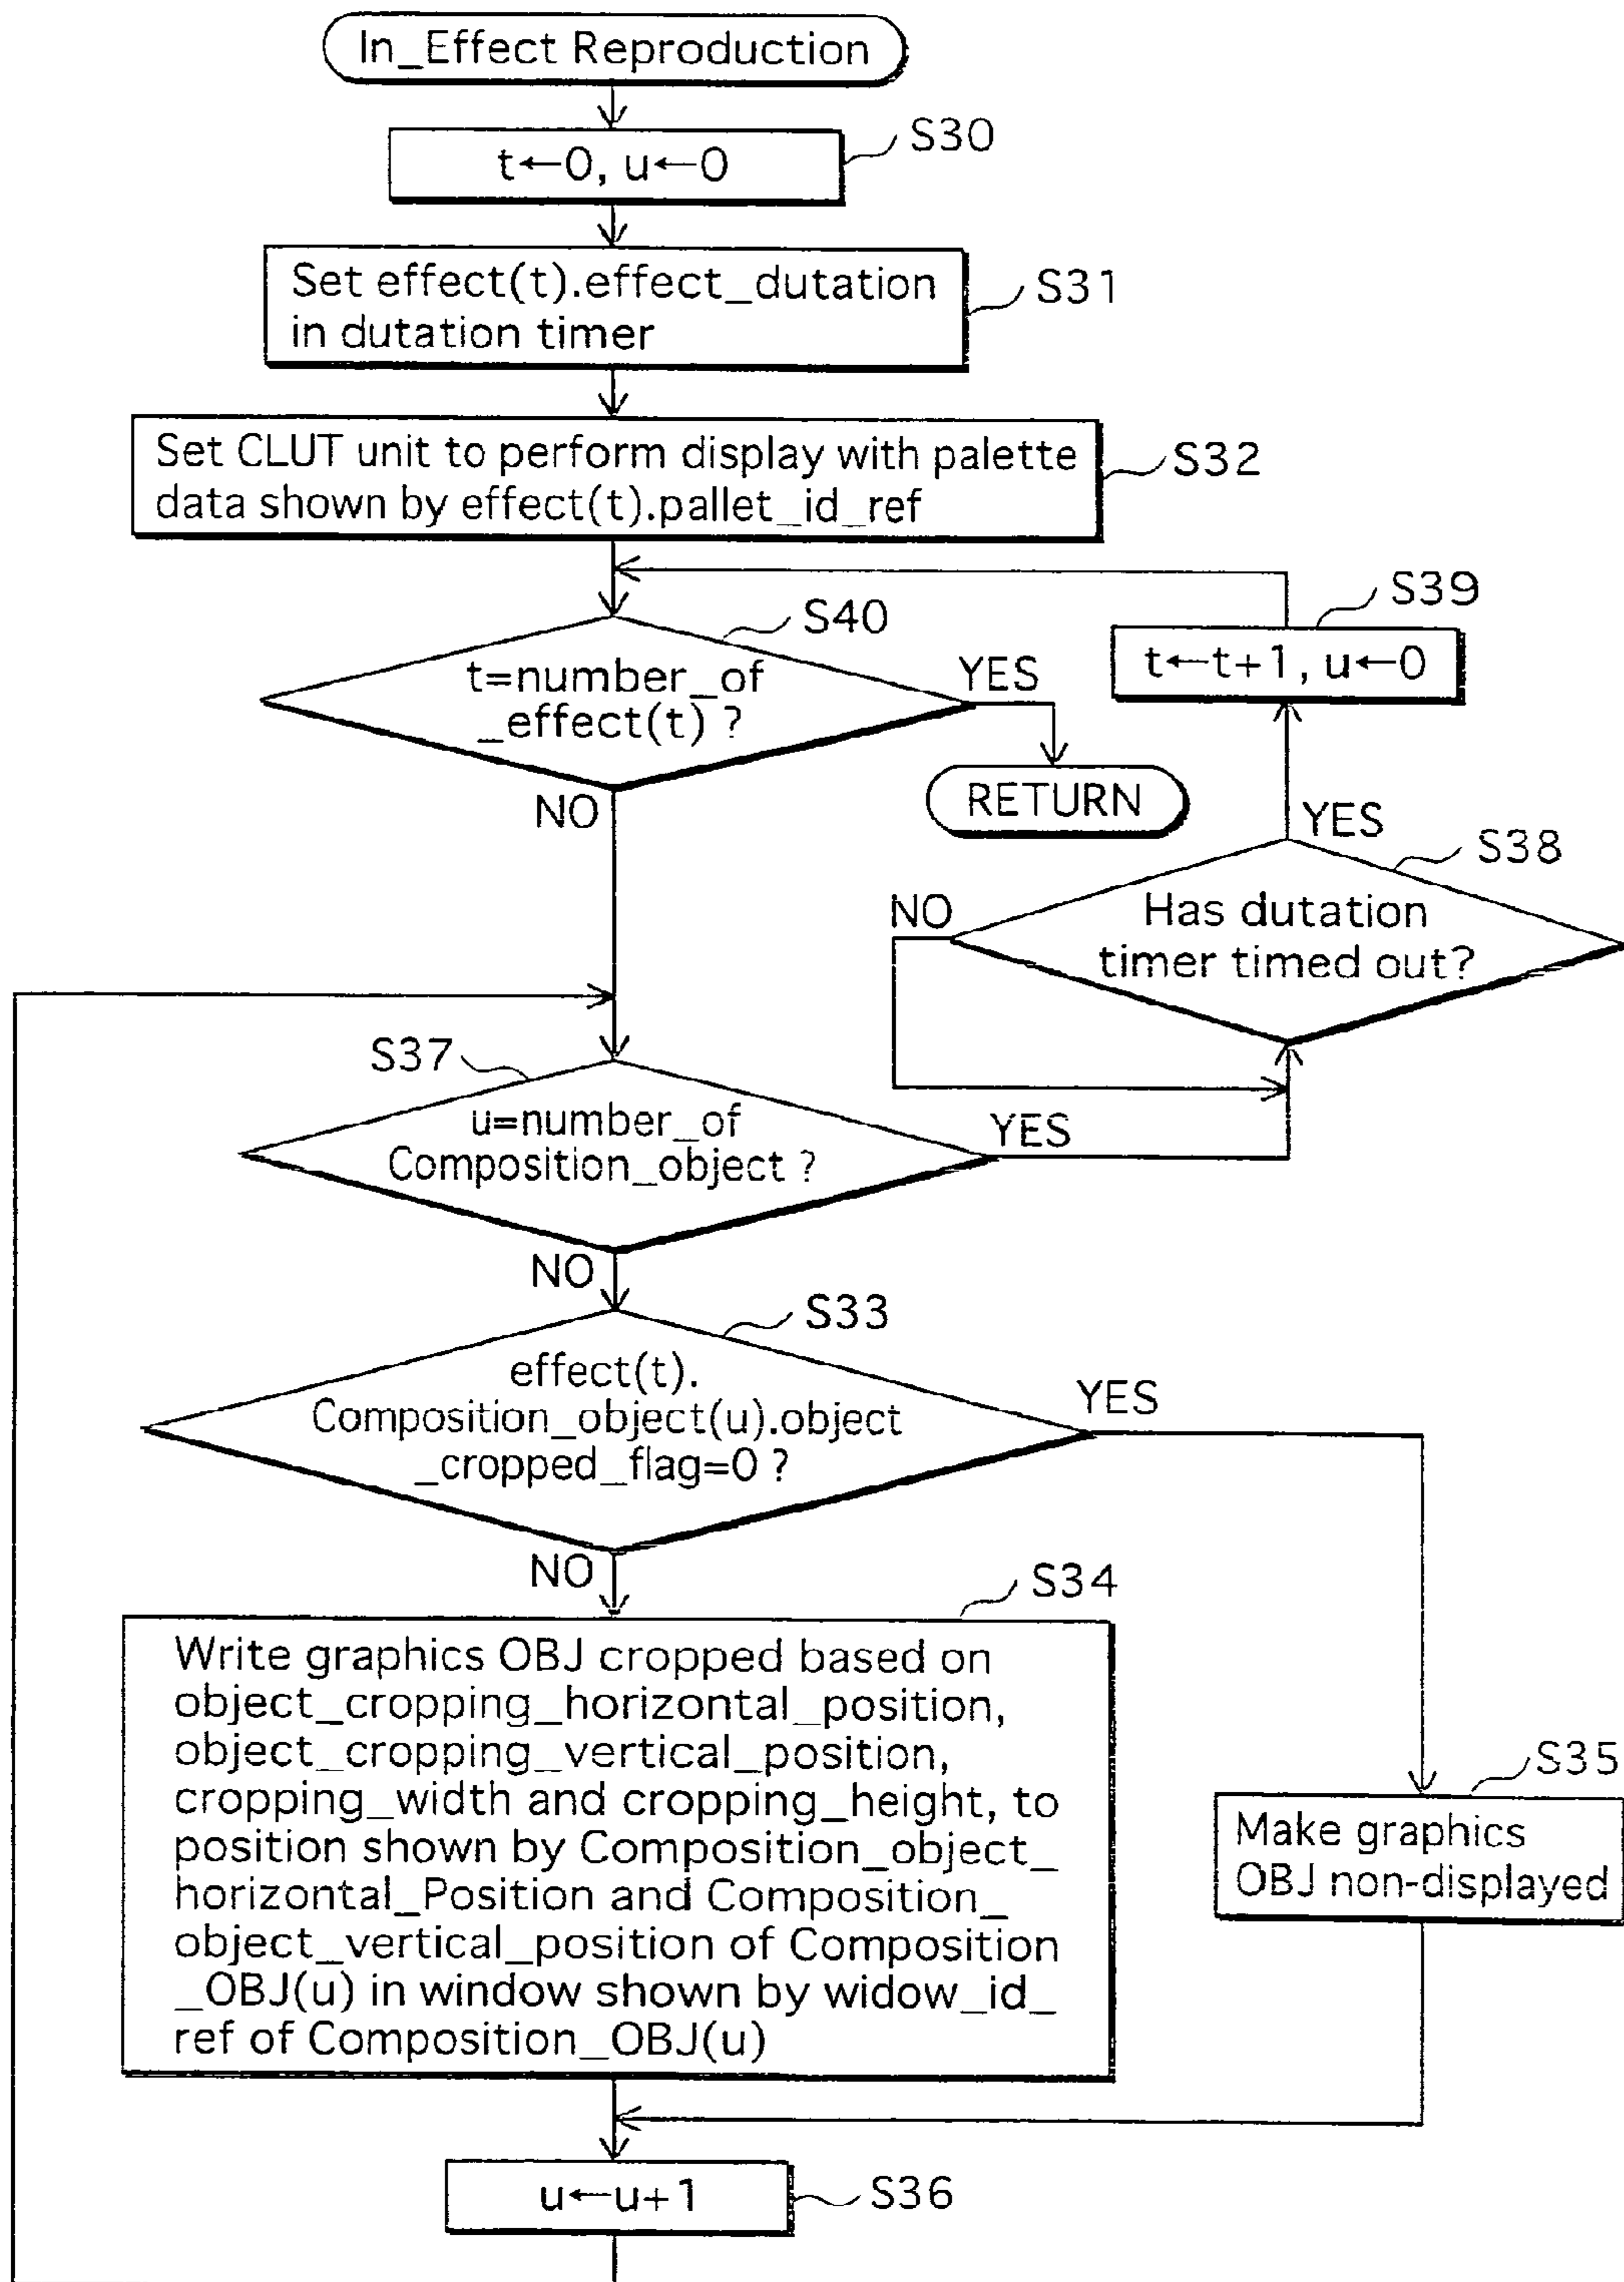 In_Effect Reproduction
S30
t←0, u←0
Set effect(t).effect_dutation
in dutation timer
S31
Set CLUT unit to perform display with palette
data shown by effect(t).pallet_id_ref
S32
S39
t←t+1, u←0
S40
t=number_of
_effect(t) ?
YES
NO
RETURN
YES
S38
Has dutation
timer timed out?
NO
S37
u=number_of
Composition_object ?
YES
NO
S33
effect(t).
Composition_object(u).object
_cropped_flag=0 ?
YES
NO
S34
Write graphics OBJ cropped based on
object_cropping_horizontal_position,
object_cropping_vertical_position,
cropping_width and cropping_height, to
position shown by Composition_object_
horizontal_Position and Composition_
object_vertical_position of Composition
_OBJ(u) in window shown by widow_id_
ref of Composition_OBJ(u)
S35
Make graphics
OBJ non-displayed
u←u+1
S36